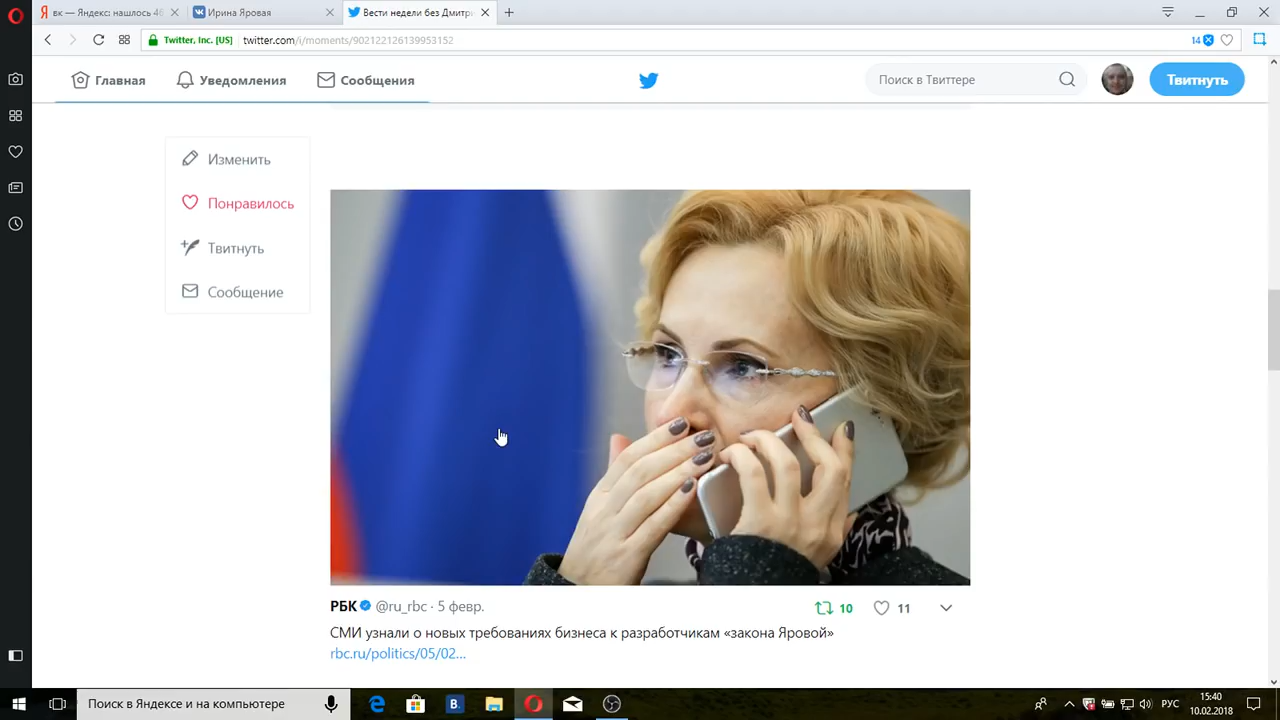 вк — Яндекс: нашлось 46
Ирина Яровая
Вести недели без Дмитр
Twitter, Inc. [US]
twitter.com/i/moments/902122126139953152
14
Главная
Уведомления
Сообщения
Поиск в Твиттере
Твитнуть
Изменить
Понравилось
Твитнуть
Сообщение
РБК @ru_rbc · 5 февр.
10
11
СМИ узнали о новых требованиях бизнеса к разработчикам «закона Яровой»
rbc.ru/politics/05/02...
Поиск в Яндексе и на компьютере
РУС
15:40
10.02.2018